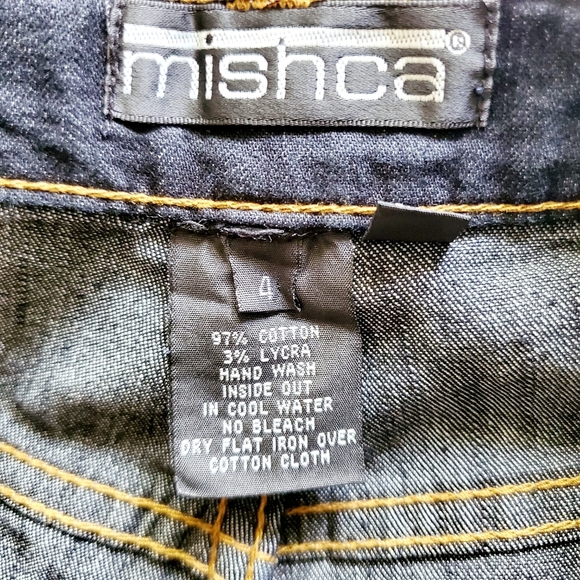 mishca®
4
97% COTTON
3% LYCRA
HAND WASH
INSIDE OUT
IN COOL WATER
NO BLEACH
DRY FLAT IRON OVER
COTTON CLOTH